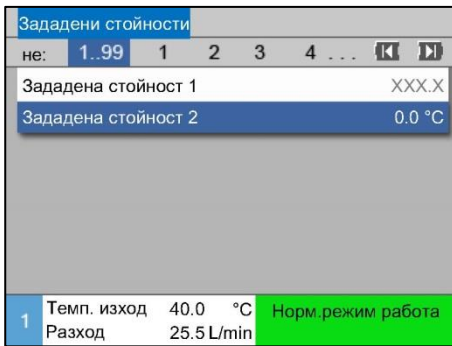 Зададени стойности
не: 1..99 1 2 3 4 ...
Зададена стойност 1 XXX.X
Зададена стойност 2 0.0 °C
1 Темп. изход 40.0 °C Норм.режим работа
Разход 25.5 L/min